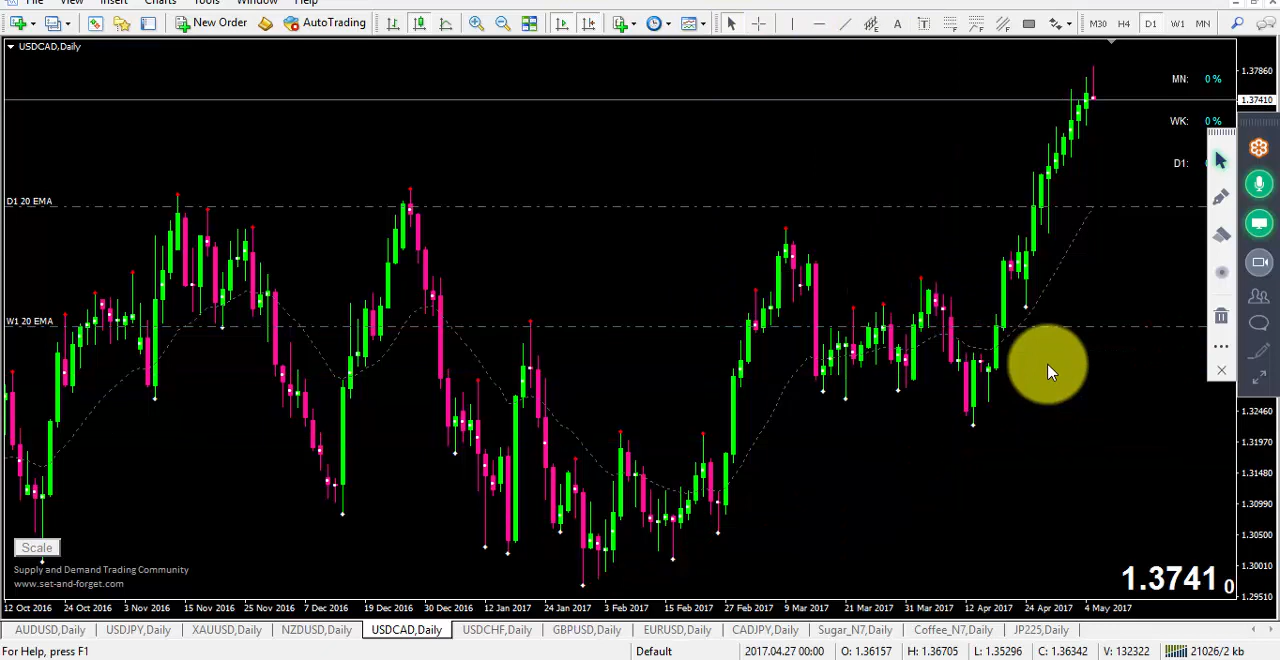 File View Insert Charts Tools Window Help
New Order AutoTrading M30 H4 D1 W1 MN
USDCAD,Daily
MN: 0 %
WK: 0 %
D1:
D1 20 EMA
W1 20 EMA
1.37860
1.37410
1.32460
1.31970
1.31480
1.30990
1.30500
1.30010
1.29510
Scale
Supply and Demand Trading Community
www.set-and-forget.com
1.3741 0
12 Oct 2016 24 Oct 2016 3 Nov 2016 15 Nov 2016 25 Nov 2016 7 Dec 2016 19 Dec 2016 30 Dec 2016 12 Jan 2017 24 Jan 2017 3 Feb 2017 15 Feb 2017 27 Feb 2017 9 Mar 2017 21 Mar 2017 31 Mar 2017 12 Apr 2017 24 Apr 2017 4 May 2017
AUDUSD,Daily USDJPY,Daily XAUUSD,Daily NZDUSD,Daily USDCAD,Daily USDCHF,Daily GBPUSD,Daily EURUSD,Daily CADJPY,Daily Sugar_N7,Daily Coffee_N7,Daily JP225,Daily
For Help, press F1 Default 2017.04.27 00:00 O: 1.36157 H: 1.36705 L: 1.35296 C: 1.36342 V: 132322 21026/2 kb